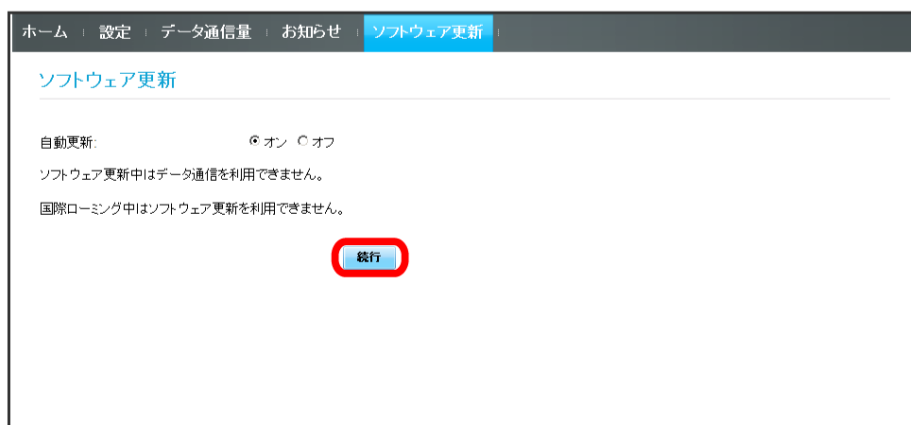 ホーム 設定 データ通信量 お知らせ ソフトウェア更新
ソフトウェア更新
自動更新: オン オフ
ソフトウェア更新中はデータ通信を利用できません。
国際ローミング中はソフトウェア更新を利用できません。
続行